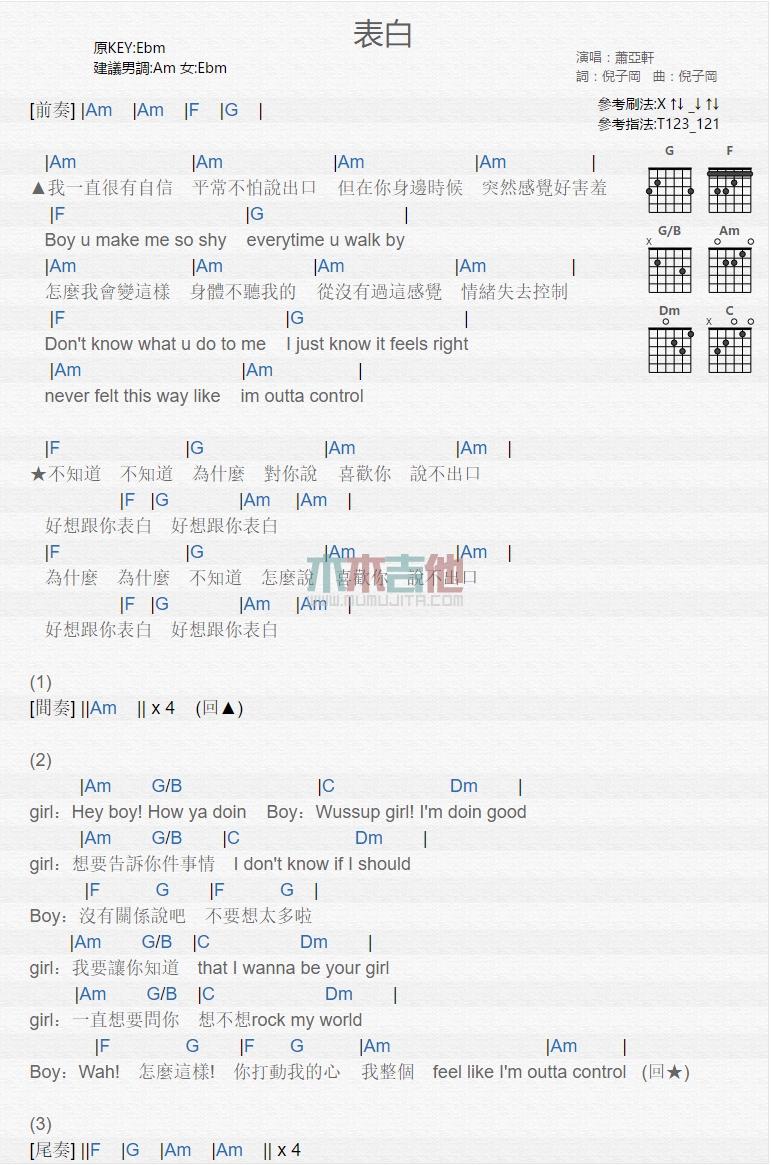 表白
原KEY:Ebm
建議男調:Am 女:Ebm
演唱：蕭亞軒
詞：倪子岡　曲：倪子岡
參考刷法:X ↑↓ _↓ ↑↓
參考指法:T123_121
[前奏] |Am |Am |F |G |
G F
G/B Am
x
Dm C
x
|Am |Am |Am |Am |
▲我一直很有自信　平常不怕說出口　但在你身邊時候　突然感覺好害羞
|F |G |
Boy u make me so shy everytime u walk by
|Am |Am |Am |Am |
怎麼我會變這樣　身體不聽我的　從沒有過這感覺　情緒失去控制
|F |G |
Don't know what u do to me I just know it feels right
|Am |Am |
never felt this way like im outta control
|F |G |Am |Am |
★不知道　不知道　為什麼　對你說　喜歡你　說不出口
|F |G |Am |Am |
好想跟你表白　好想跟你表白
|F |G |Am |Am |
為什麼　為什麼　不知道　怎麼說　喜歡你　說不出口
|F |G |Am |Am |
好想跟你表白　好想跟你表白
木木吉他
WWW.MUMUJITA.COM
(1)
[間奏] ||Am || x 4 (回▲)
(2)
|Am G/B |C Dm |
girl：Hey boy! How ya doin Boy：Wussup girl! I'm doin good
|Am G/B |C Dm |
girl：想要告訴你件事情 I don't know if I should
|F G |F G |
Boy：沒有關係說吧　不要想太多啦
|Am G/B |C Dm |
girl：我要讓你知道 that I wanna be your girl
|Am G/B |C Dm |
girl：一直想要問你　想不想rock my world
|F G |F G |Am |Am |
Boy：Wah! 怎麼這樣! 你打動我的心　我整個 feel like I'm outta control (回★)
(3)
[尾奏] ||F |G |Am |Am || x 4